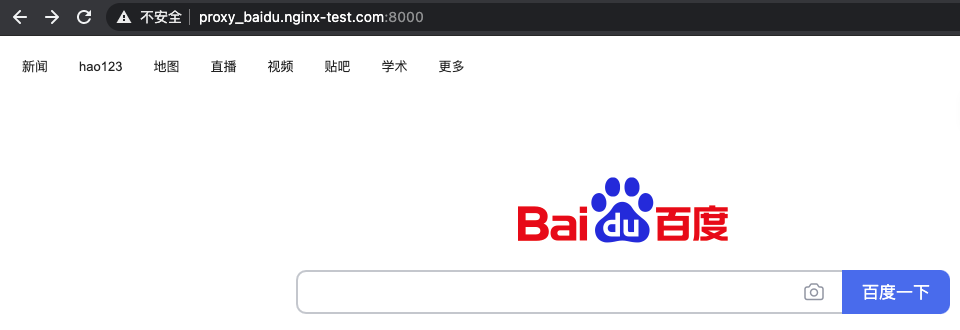 不安全 proxy_baidu.nginx-test.com:8000
新闻 hao123 地图 直播 视频 贴吧 学术 更多
Bai du 百度
百度一下